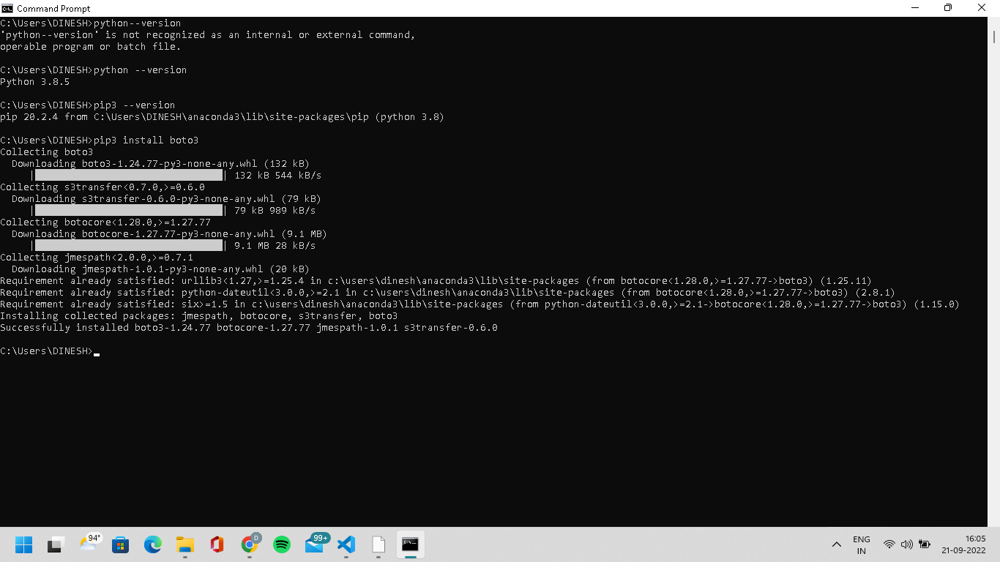 Command Prompt
C:\Users\DINESH>python--version
'python--version' is not recognized as an internal or external command,
operable program or batch file.
C:\Users\DINESH>python --version
Python 3.8.5
C:\Users\DINESH>pip3 --version
pip 20.2.4 from C:\Users\DINESH\anaconda3\lib\site-packages\pip (python 3.8)
C:\Users\DINESH>pip3 install boto3
Collecting boto3
Downloading boto3-1.24.77-py3-none-any.whl (132 kB)
| | 132 kB 544 kB/s
Collecting s3transfer<0.7.0,>=0.6.0
Downloading s3transfer-0.6.0-py3-none-any.whl (79 kB)
| | 79 kB 989 kB/s
Collecting botocore<1.28.0,>=1.27.77
Downloading botocore-1.27.77-py3-none-any.whl (9.1 MB)
| | 9.1 MB 28 kB/s
Collecting jmespath<2.0.0,>=0.7.1
Downloading jmespath-1.0.1-py3-none-any.whl (20 kB)
Requirement already satisfied: urllib3<1.27,>=1.25.4 in c:\users\dinesh\anaconda3\lib\site-packages (from botocore<1.28.0,>=1.27.77->boto3) (1.25.11)
Requirement already satisfied: python-dateutil<3.0.0,>=2.1 in c:\users\dinesh\anaconda3\lib\site-packages (from botocore<1.28.0,>=1.27.77->boto3) (2.8.1)
Requirement already satisfied: six>=1.5 in c:\users\dinesh\anaconda3\lib\site-packages (from python-dateutil<3.0.0,>=2.1->botocore<1.28.0,>=1.27.77->boto3) (1.15.0)
Installing collected packages: jmespath, botocore, s3transfer, boto3
Successfully installed boto3-1.24.77 botocore-1.27.77 jmespath-1.0.1 s3transfer-0.6.0
C:\Users\DINESH>
94°
D
99+
ENG
IN
16:05
21-09-2022